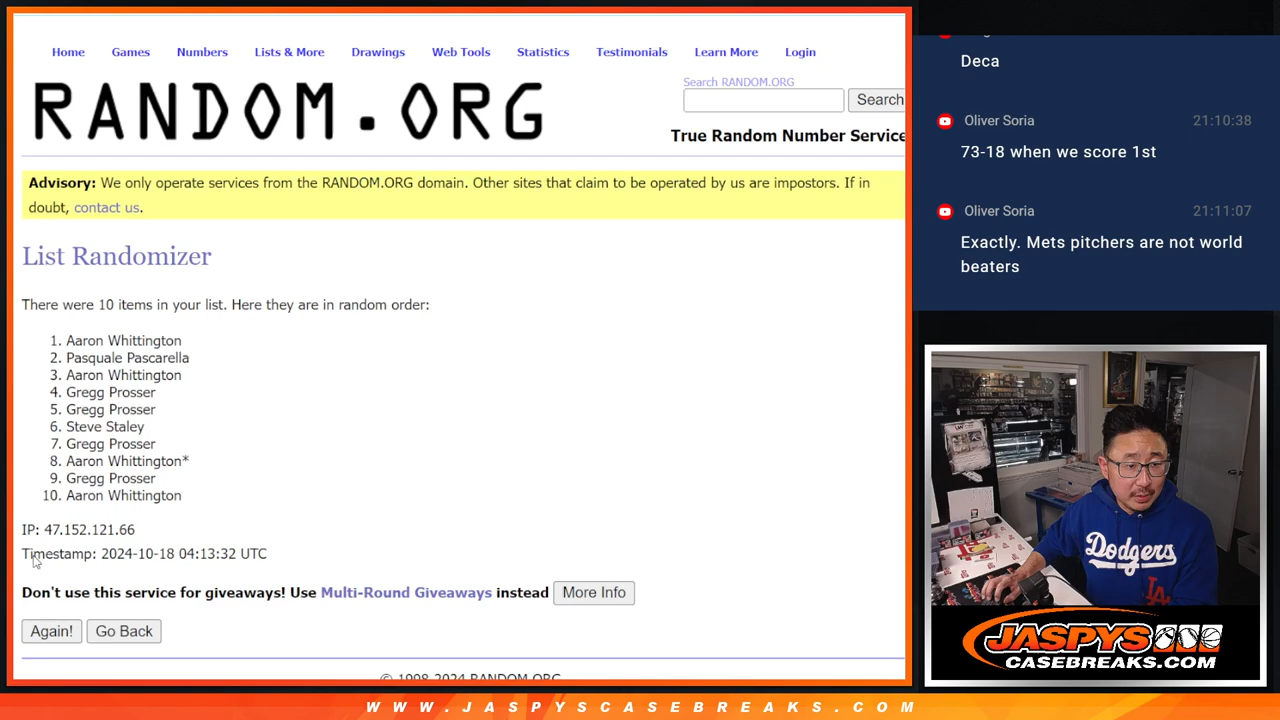 Home Games Numbers Lists & More Drawings Web Tools Statistics Testimonials Learn More Login
RANDOM.ORG
Search RANDOM.ORG
Search
True Random Number Service
Advisory: We only operate services from the RANDOM.ORG domain. Other sites that claim to be operated by us are impostors. If in
doubt, contact us.
List Randomizer
There were 10 items in your list. Here they are in random order:
1. Aaron Whittington
2. Pasquale Pascarella
3. Aaron Whittington
4. Gregg Prosser
5. Gregg Prosser
6. Steve Staley
7. Gregg Prosser
8. Aaron Whittington*
9. Gregg Prosser
10. Aaron Whittington
IP: 47.152.121.66
Timestamp: 2024-10-18 04:13:32 UTC
Don't use this service for giveaways! Use Multi-Round Giveaways instead More Info
Again! Go Back
Deca
Oliver Soria 21:10:38
73-18 when we score 1st
Oliver Soria 21:11:07
Exactly. Mets pitchers are not world
beaters
Dodgers
LA
JASPYS
CASEBREAKS.COM
WWW.JASPYSCASEBREAKS.COM